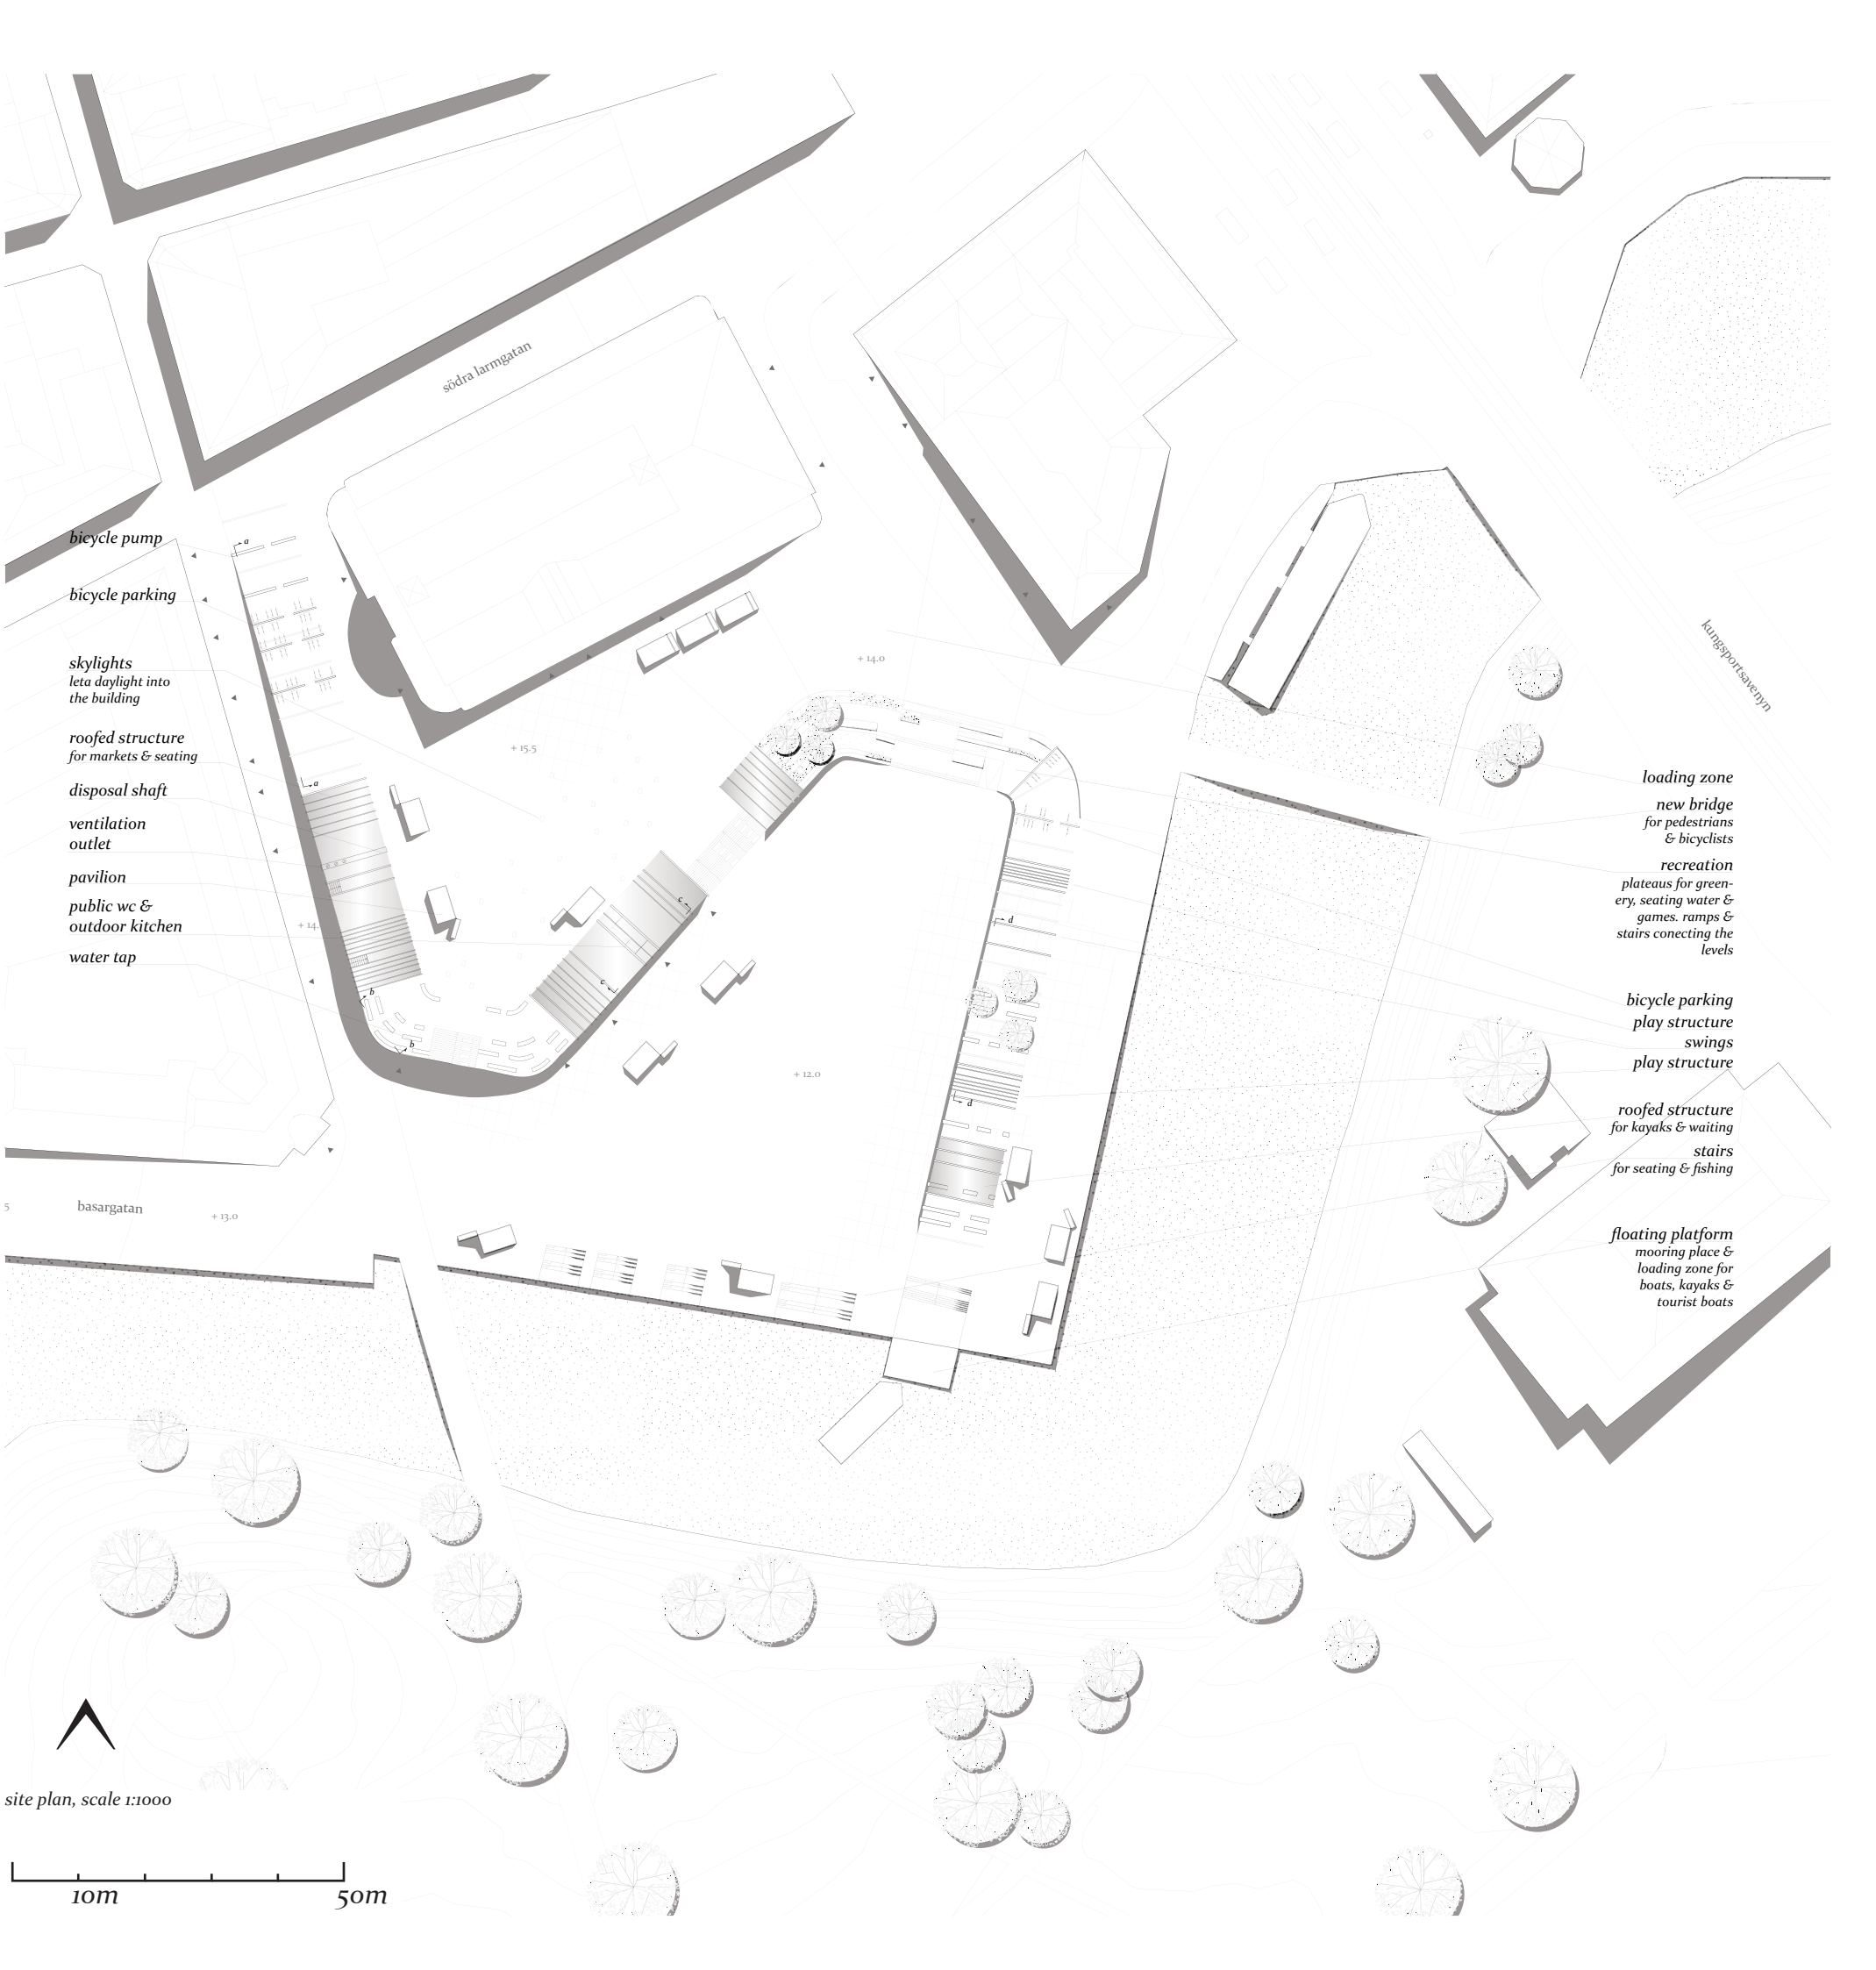 södra larmgatan
bicycle pump
a
bicycle parking
skylights
leta daylight into
the building
roofed structure
for markets & seating
disposal shaft
ventilation
outlet
pavilion
public wc &
outdoor kitchen
water tap
+ 14.0
+ 15.5
a
+ 14.
b
b
c
c
d
d
+ 12.0
kungsportsavenyn
loading zone
new bridge
for pedestrians
& bicyclists
recreation
plateaus for green-
ery, seating water &
games. ramps &
stairs conecting the
levels
bicycle parking
play structure
swings
play structure
roofed structure
for kayaks & waiting
stairs
for seating & fishing
floating platform
mooring place &
loading zone for
boats, kayaks &
tourist boats
5
basargatan
+ 13.0
site plan, scale 1:1000
10m
50m